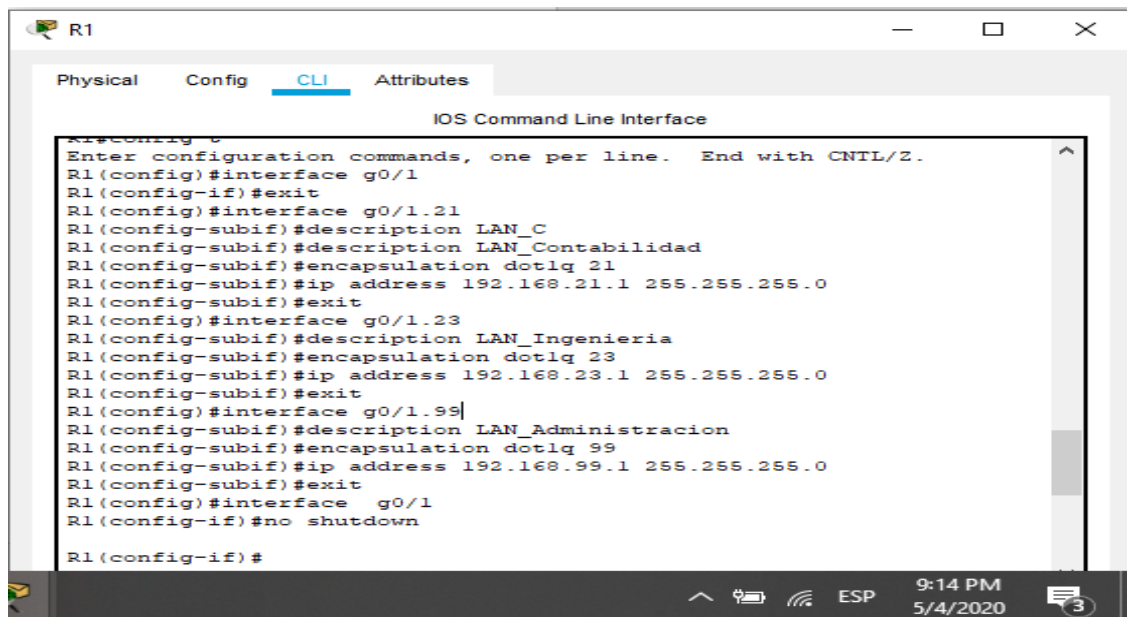 R1
Physical Config CLI Attributes
IOS Command Line Interface
R1#config t
Enter configuration commands, one per line.  End with CNTL/Z.
R1(config)#interface g0/1
R1(config-if)#exit
R1(config)#interface g0/1.21
R1(config-subif)#description LAN_C
R1(config-subif)#description LAN_Contabilidad
R1(config-subif)#encapsulation dot1q 21
R1(config-subif)#ip address 192.168.21.1 255.255.255.0
R1(config-subif)#exit
R1(config)#interface g0/1.23
R1(config-subif)#description LAN_Ingenieria
R1(config-subif)#encapsulation dot1q 23
R1(config-subif)#ip address 192.168.23.1 255.255.255.0
R1(config-subif)#exit
R1(config)#interface g0/1.99
R1(config-subif)#description LAN_Administracion
R1(config-subif)#encapsulation dot1q 99
R1(config-subif)#ip address 192.168.99.1 255.255.255.0
R1(config-subif)#exit
R1(config)#interface  g0/1
R1(config-if)#no shutdown
R1(config-if)#
ESP
9:14 PM
5/4/2020
3